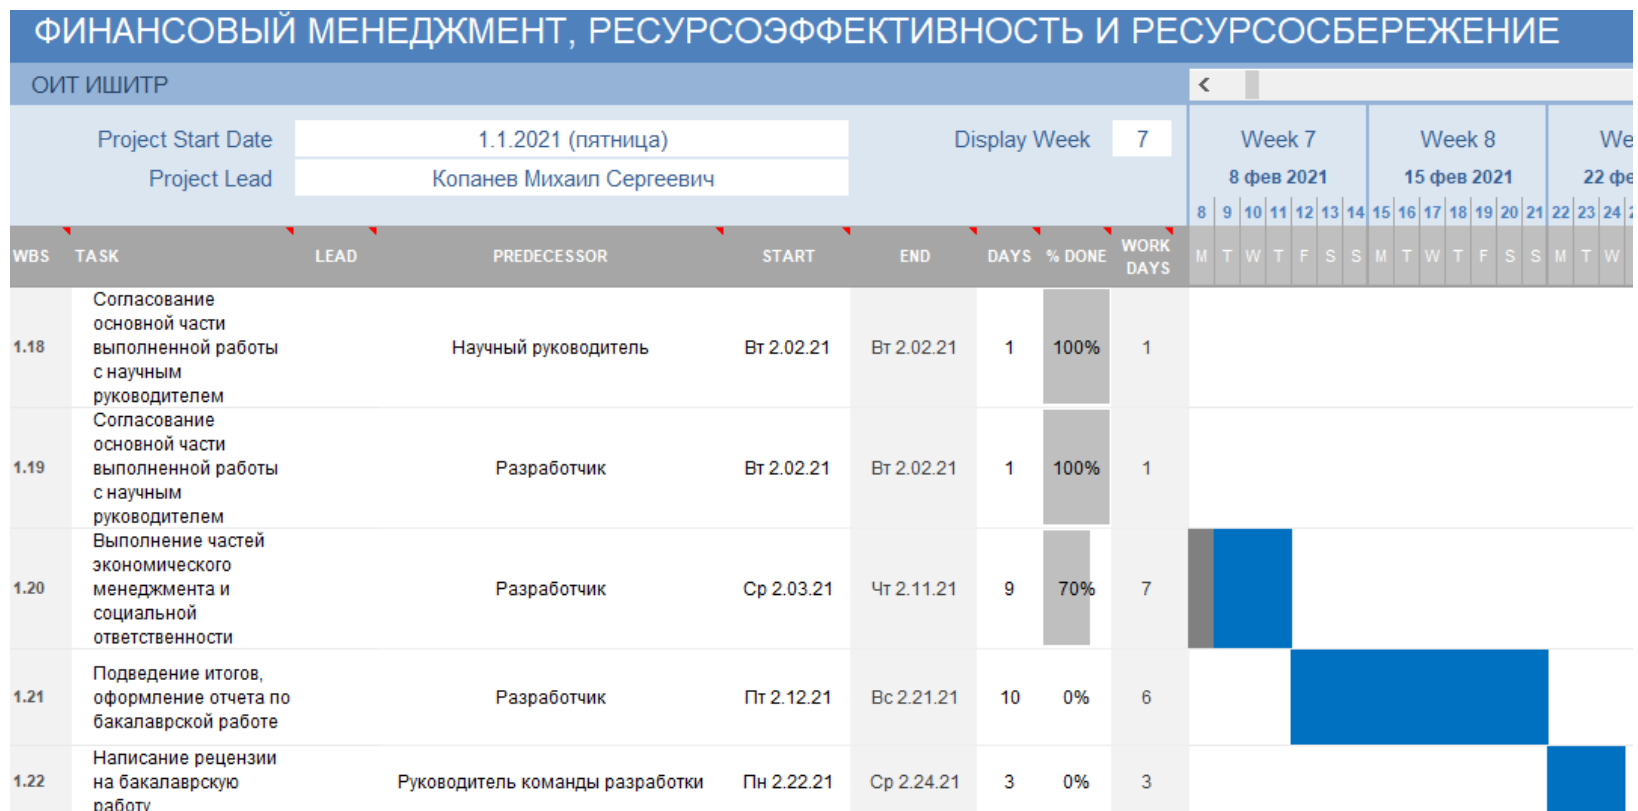 ФИНАНСОВЫЙ МЕНЕДЖМЕНТ, РЕСУРСОЭФФЕКТИВНОСТЬ И РЕСУРСОСБЕРЕЖЕНИЕ
ОИТ ИШИТР
Project Start Date 1.1.2021 (пятница) Display Week 7 Week 7 Week 8
Project Lead Копанев Михаил Сергеевич 8 фев 2021 15 фев 2021
8 9 10 11 12 13 14 15 16 17 18 19 20 21 22 23 24
WBS TASK LEAD PREDECESSOR START END DAYS % DONE WORK DAYS M T W T F S S M T W T F S S M T W
Согласование
основной части
1.18 выполненной работы Научный руководитель Вт 2.02.21 Вт 2.02.21 1 100% 1
с научным
руководителем
Согласование
основной части
1.19 выполненной работы Разработчик Вт 2.02.21 Вт 2.02.21 1 100% 1
с научным
руководителем
Выполнение частей
экономического
1.20 менеджмента и Разработчик Ср 2.03.21 Чт 2.11.21 9 70% 7
социальной
ответственности
Подведение итогов,
1.21 оформление отчета по Разработчик Пт 2.12.21 Вс 2.21.21 10 0% 6
бакалаврской работе
Написание рецензии
1.22 на бакалаврскую Руководитель команды разработки Пн 2.22.21 Ср 2.24.21 3 0% 3
работу